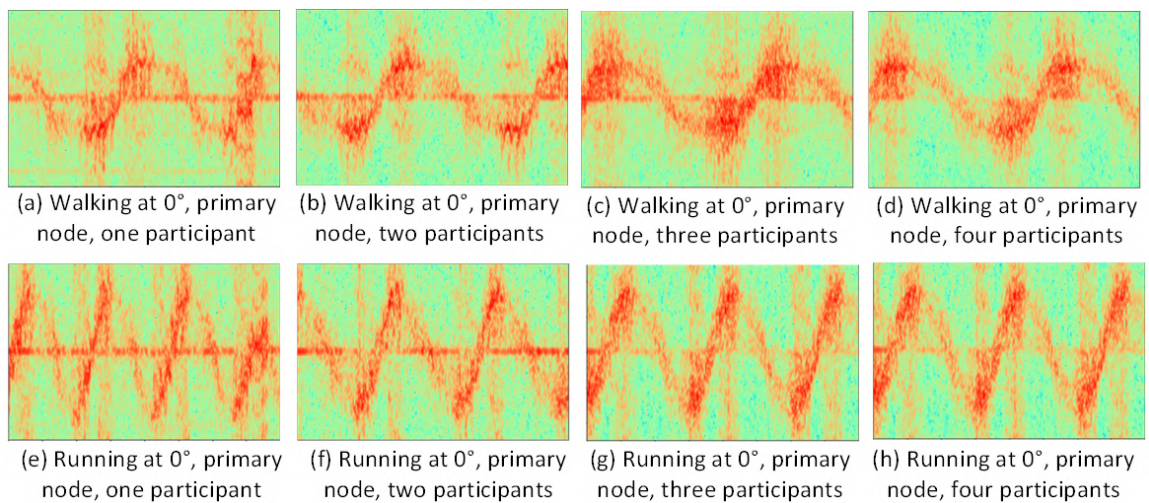 (a) Walking at 0°, primary
node, one participant
(b) Walking at 0°, primary
node, two participants
(c) Walking at 0°, primary
node, three participants
(d) Walking at 0°, primary
node, four participants
(e) Running at 0°, primary
node, one participant
(f) Running at 0°, primary
node, two participants
(g) Running at 0°, primary
node, three participants
(h) Running at 0°, primary
node, four participants